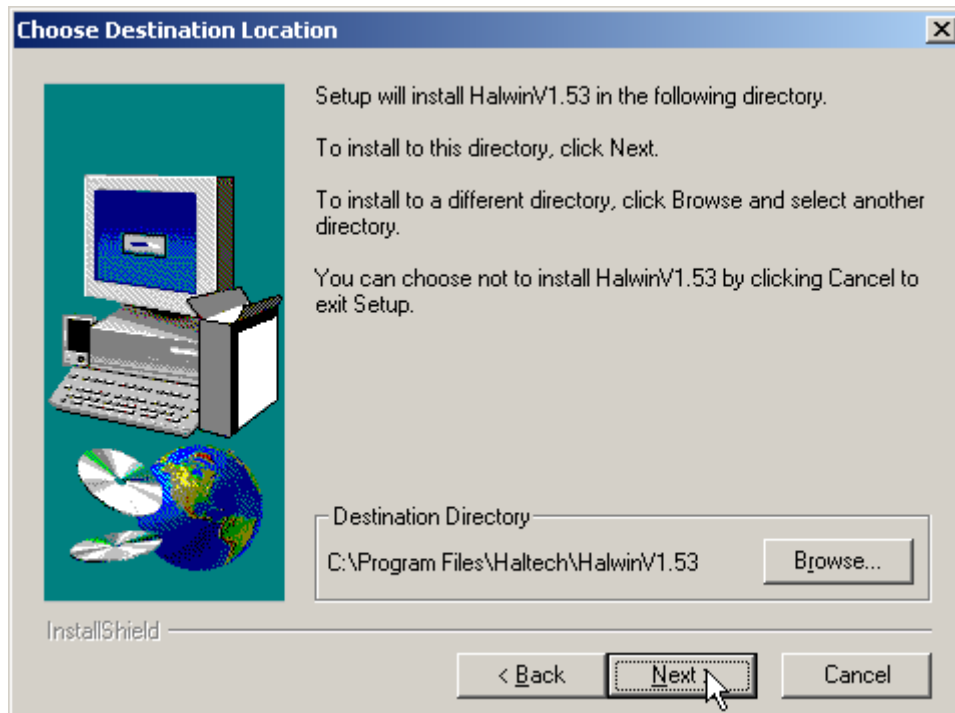 Choose Destination Location
Setup will install HalwinV1.53 in the following directory.
To install to this directory, click Next.
To install to a different directory, click Browse and select another
directory.
You can choose not to install HalwinV1.53 by clicking Cancel to
exit Setup.
Destination Directory
C:\Program Files\Haltech\HalwinV1.53
Browse...
InstallShield
< Back
Next >
Cancel